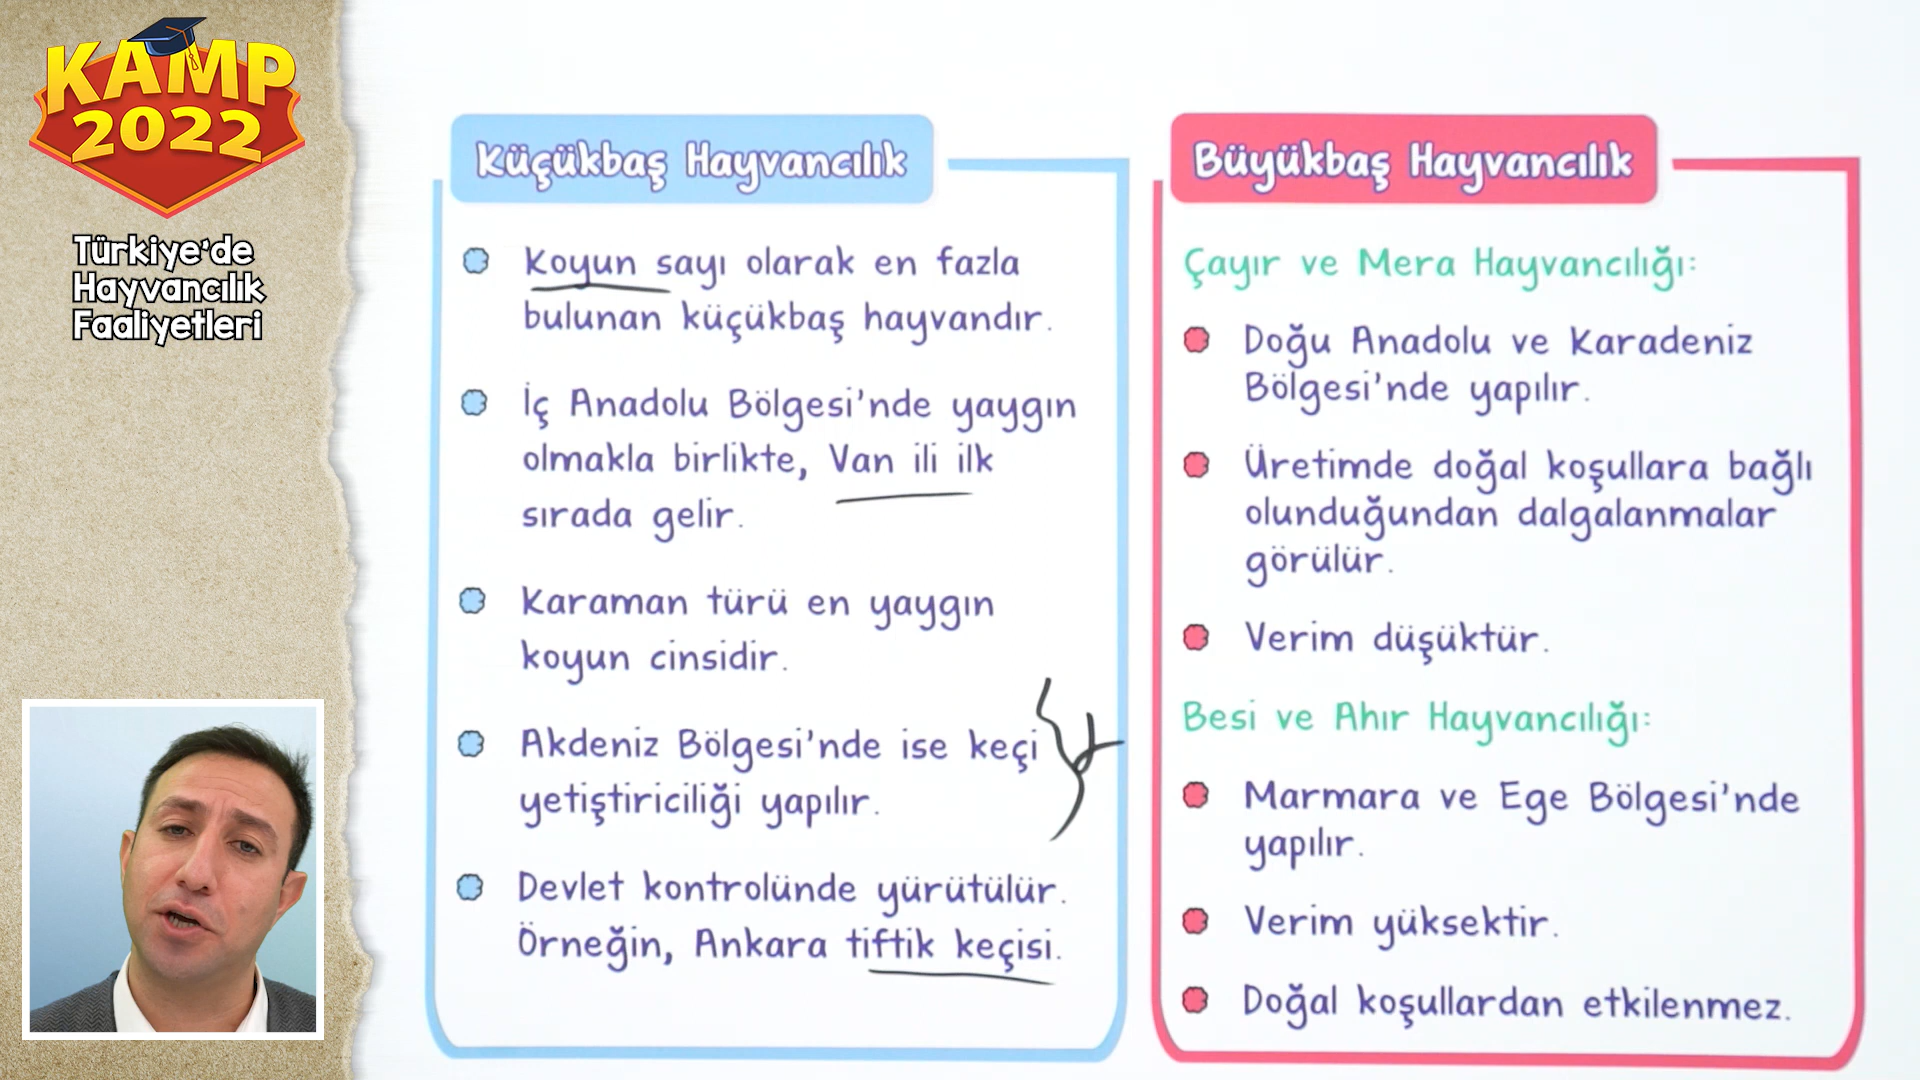 KAMP
2022
Türkiye'de
Hayvancılık
Faaliyetleri
Küçükbaş Hayvancılık
Koyun sayı olarak en fazla
bulunan küçükbaş hayvandır.
İç Anadolu Bölgesi'nde yaygın
olmakla birlikte, Van ili ilk
sırada gelir.
Karaman türü en yaygın
koyun cinsidir.
Akdeniz Bölgesi'nde ise keçi
yetiştiriciliği yapılır.
Devlet kontrolünde yürütülür.
Örneğin, Ankara tiftik keçisi.
Büyükbaş Hayvancılık
Çayır ve Mera Hayvancılığı:
Doğu Anadolu ve Karadeniz
Bölgesi'nde yapılır.
Üretimde doğal koşullara bağlı
olunduğundan dalgalanmalar
görülür.
Verim düşüktür.
Besi ve Ahır Hayvancılığı:
Marmara ve Ege Bölgesi'nde
yapılır.
Verim yüksektir.
Doğal koşullardan etkilenmez.